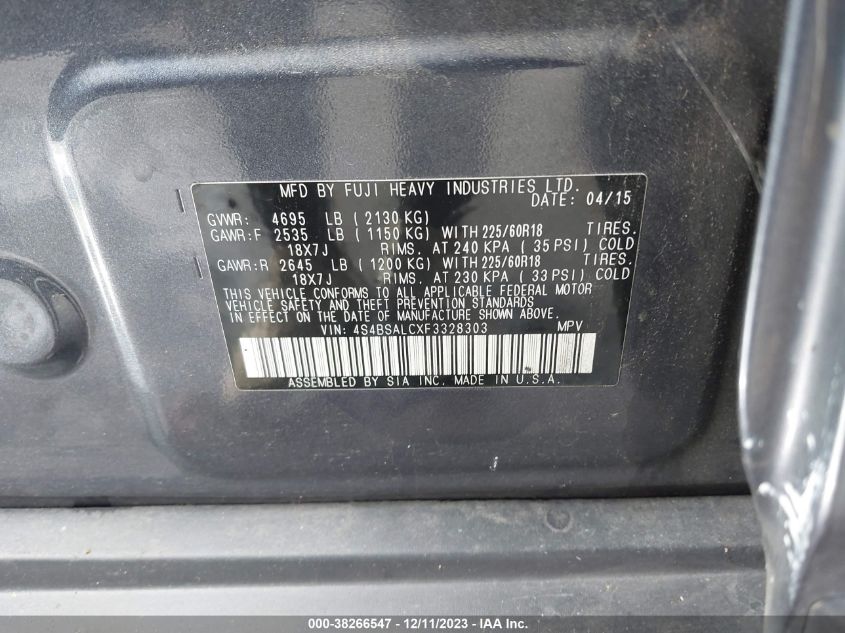 MFD BY FUJI HEAVY INDUSTRIES LTD.
DATE: 04/15
GVWR: 4695 LB (2130 KG)
GAWR:F 2535 LB (1150 KG) WITH 225/60R18 TIRES.
18X7J RIMS. AT 240 KPA (35 PSI) COLD
GAWR:R 2645 LB (1200 KG) WITH 225/60R18 TIRES.
18X7J RIMS. AT 230 KPA (33 PSI) COLD
THIS VEHICLE CONFORMS TO ALL APPLICABLE FEDERAL MOTOR
VEHICLE SAFETY AND THEFT PREVENTION STANDARDS
IN EFFECT ON THE DATE OF MANUFACTURE SHOWN ABOVE.
VIN: 4S4BSALCXF3328303 MPV
ASSEMBLED BY SIA INC. MADE IN U.S.A.
000-38266547 - 12/11/2023 - IMPACT AUTO AUCTIONS, INC.